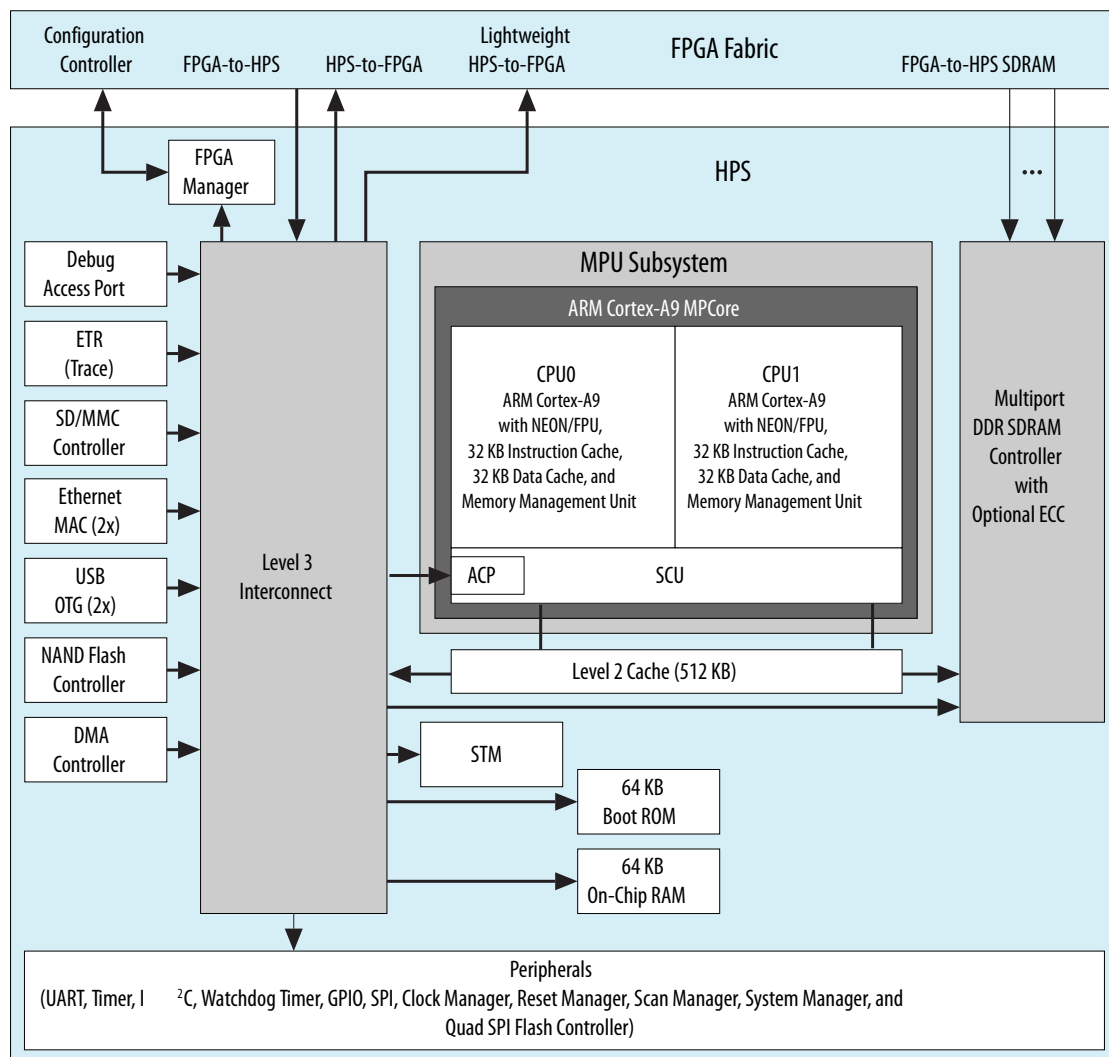 Configuration
Controller
FPGA-to-HPS
HPS-to-FPGA
Lightweight
HPS-to-FPGA
FPGA Fabric
FPGA-to-HPS SDRAM
FPGA
Manager
HPS
...
Debug
Access Port
ETR
(Trace)
SD/MMC
Controller
Ethernet
MAC (2x)
USB
OTG (2x)
NAND Flash
Controller
DMA
Controller
Level 3
Interconnect
MPU Subsystem
ARM Cortex-A9 MPCore
CPU0
ARM Cortex-A9
with NEON/FPU,
32 KB Instruction Cache,
32 KB Data Cache, and
Memory Management Unit
CPU1
ARM Cortex-A9
with NEON/FPU,
32 KB Instruction Cache,
32 KB Data Cache, and
Memory Management Unit
ACP
SCU
Level 2 Cache (512 KB)
Multiport
DDR SDRAM
Controller
with
Optional ECC
STM
64 KB
Boot ROM
64 KB
On-Chip RAM
Peripherals
(UART, Timer, I ²C, Watchdog Timer, GPIO, SPI, Clock Manager, Reset Manager, Scan Manager, System Manager, and
Quad SPI Flash Controller)